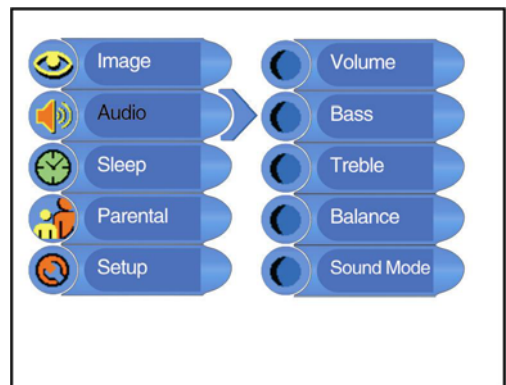 Image
Audio
Sleep
Parental
Setup
Volume
Bass
Treble
Balance
Sound Mode